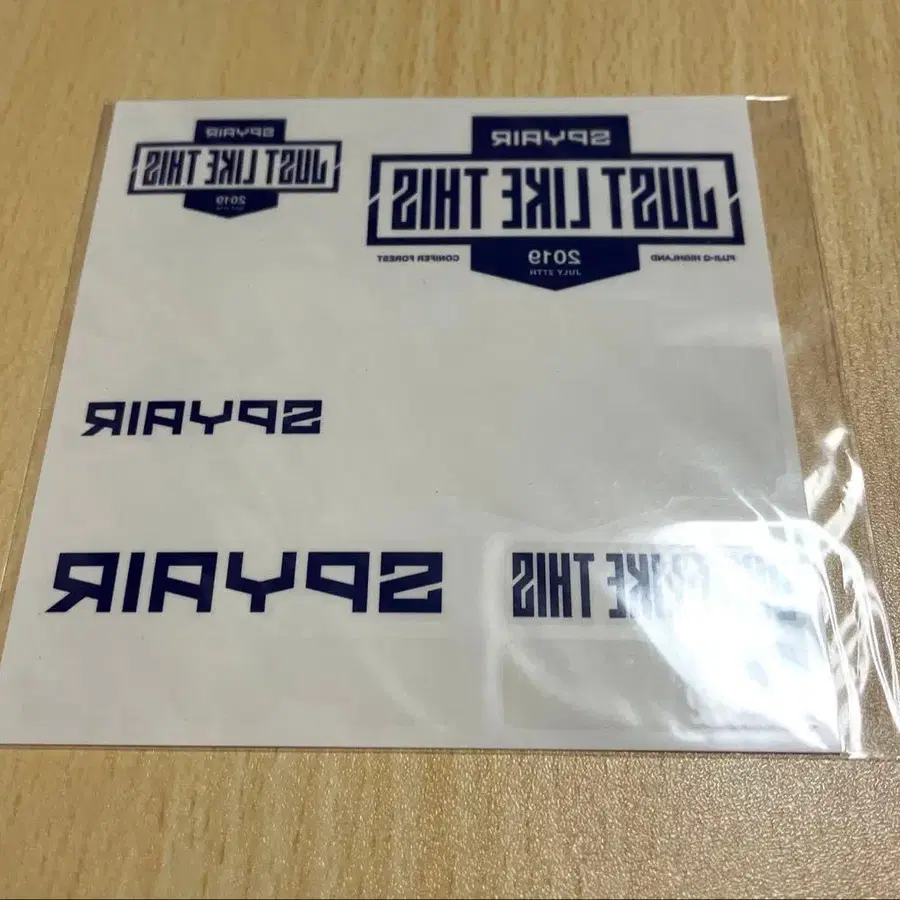 SPYAIR
JUST LIKE THIS
2019
SPYAIR
JUST LIKE THIS
2019
JULY 27TH
FUJI-Q HIGHLAND
CONIFER FOREST
SPYAIR
SPYAIR
LIKE THIS